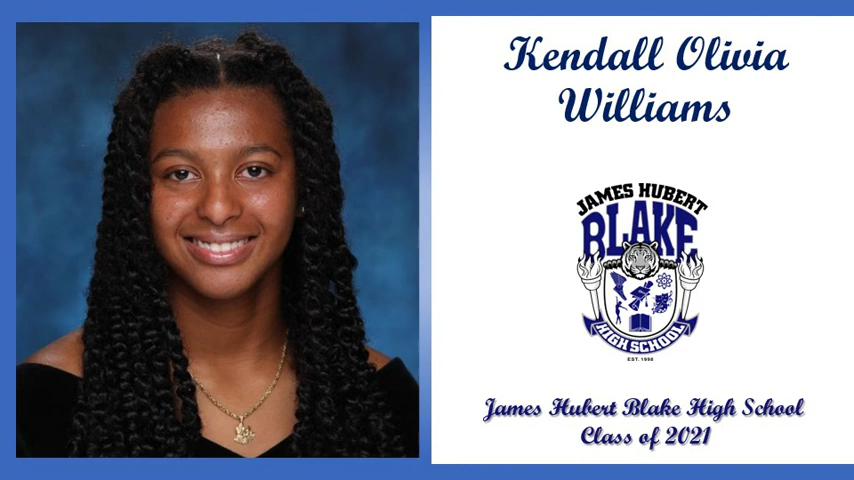 Kendall Olivia
Williams
JAMES HUBERT
BLAKE
HIGH SCHOOL
EST. 1998
James Hubert Blake High School
Class of 2021